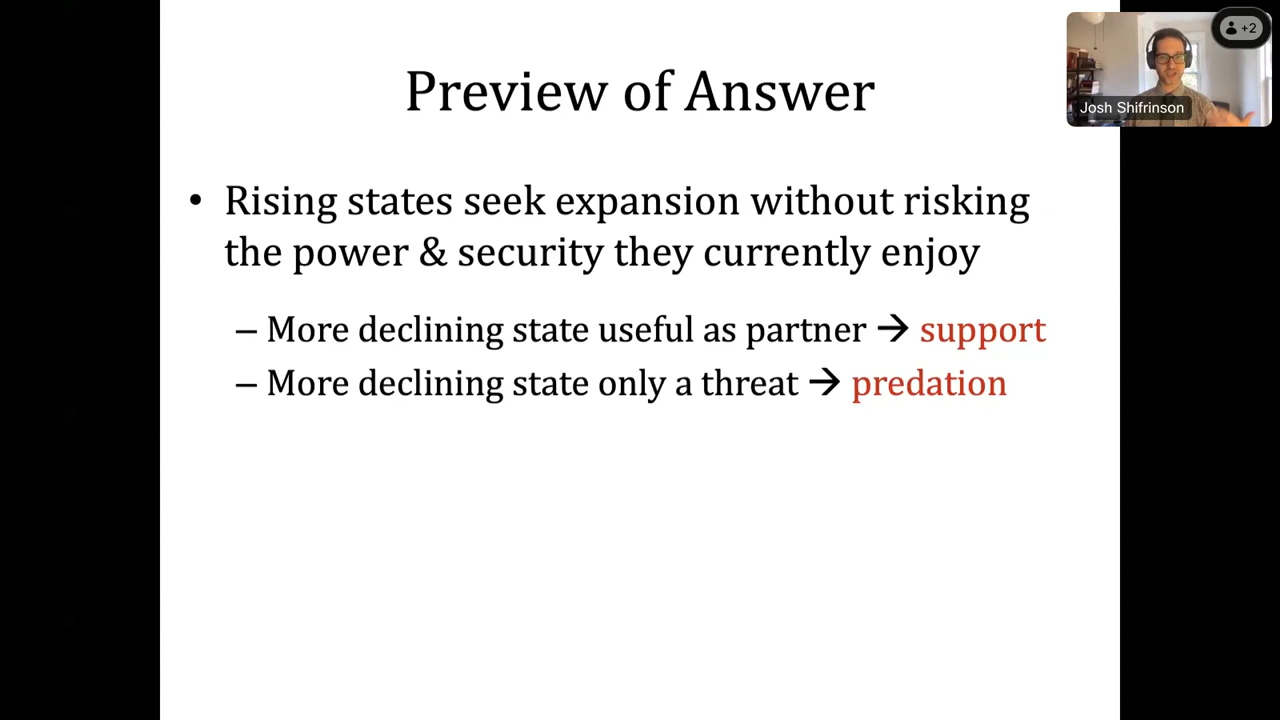 Preview of Answer
• Rising states seek expansion without risking
the power & security they currently enjoy
– More declining state useful as partner → support
– More declining state only a threat → predation
Josh Shifrinson
+2